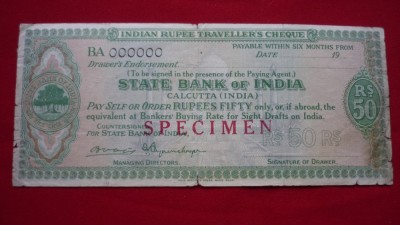 INDIAN RUPEE TRAVELLER'S CHEQUE
BA 000000
PAYABLE WITHIN SIX MONTHS FROM
DATE 19
Drawer's Endorsement
(To be signed in the presence of the Paying Agent.)
STATE BANK OF INDIA
CALCUTTA (INDIA)
PAY SELF OR ORDER RUPEES FIFTY only, or, if abroad, the
equivalent at Bankers' Buying Rate for Sight Drafts on India.
RS
50
COUNTERSIGNED
FOR STATE BANK OF INDIA.
SPECIMEN
RS 50
MANAGING DIRECTORS.
SIGNATURE OF DRAWER.